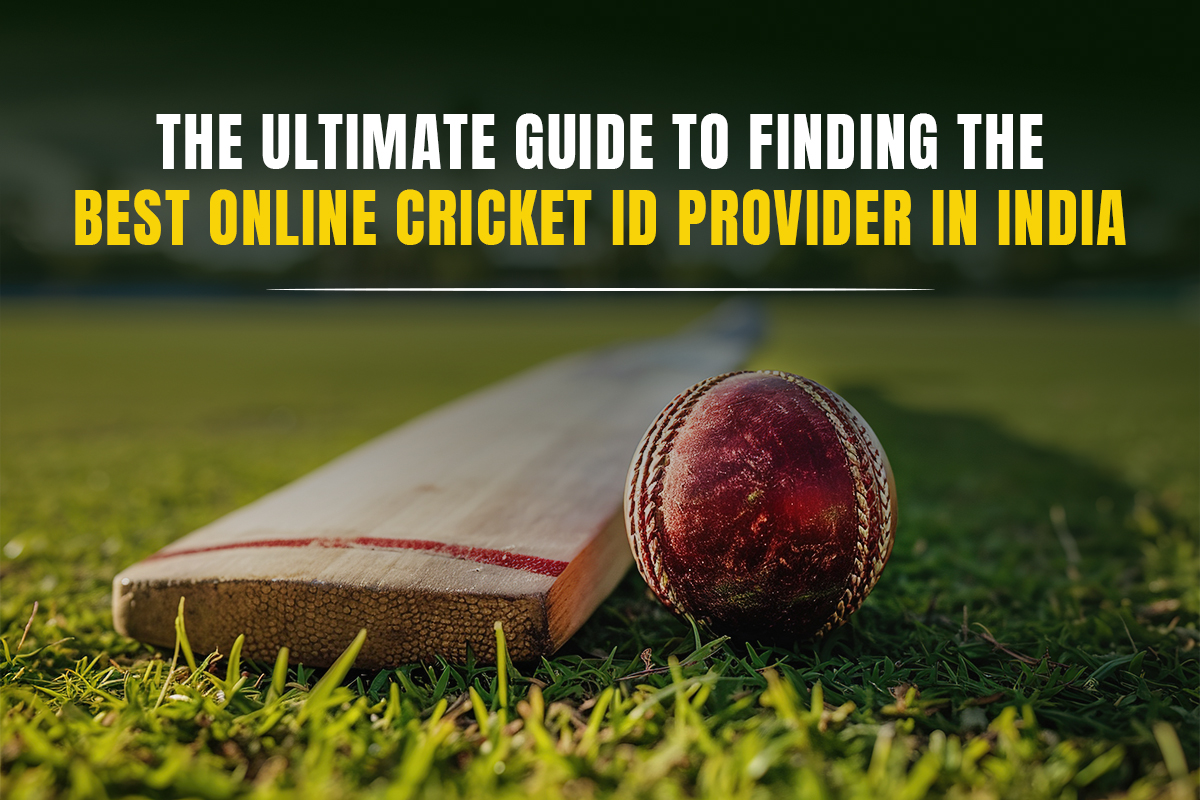 THE ULTIMATE GUIDE TO FINDING THE
BEST ONLINE CRICKET ID PROVIDER IN INDIA